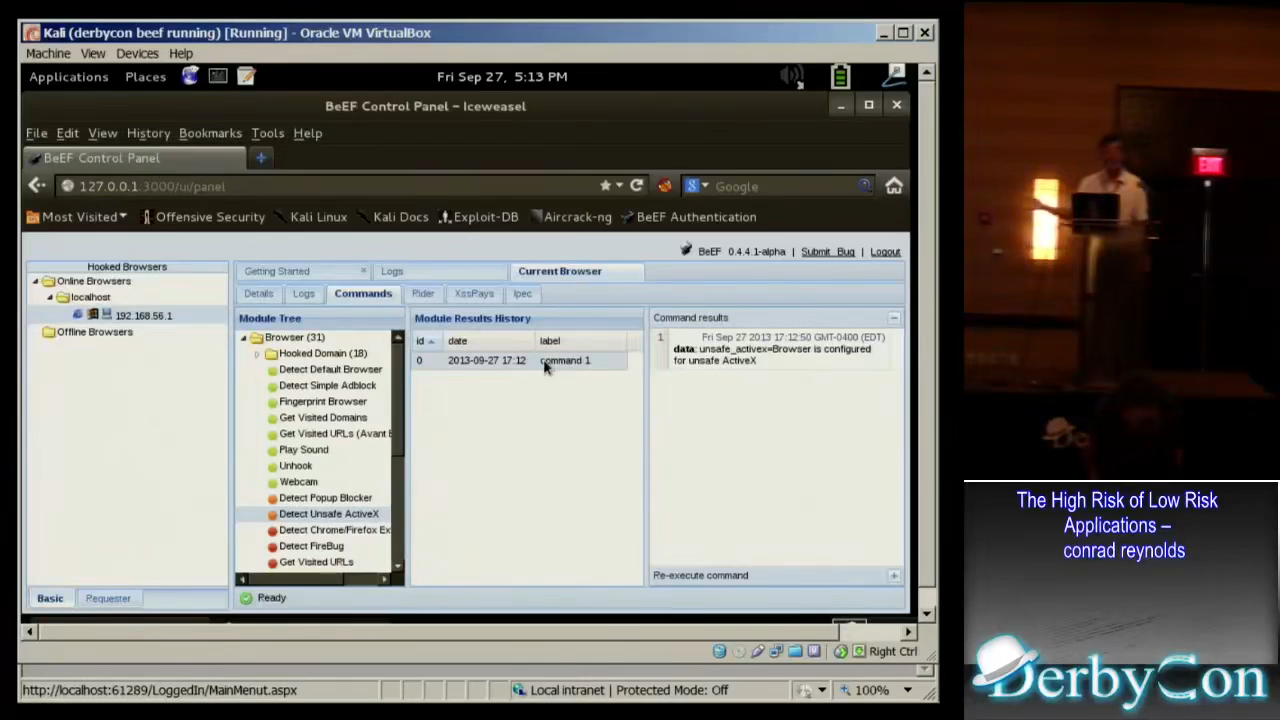 Kali (derbycon beef running) [Running] - Oracle VM VirtualBox
Machine View Devices Help
Applications Places Fri Sep 27, 5:13 PM
BeEF Control Panel - Iceweasel
File Edit View History Bookmarks Tools Help
BeEF Control Panel
127.0.0.1:3000/ui/panel Google
Most Visited Offensive Security Kali Linux Kali Docs Exploit-DB Aircrack-ng BeEF Authentication
BeEF 0.4.4.1-alpha | Submit Bug | Logout
Hooked Browsers
Getting Started Logs Current Browser
Online Browsers
localhost
192.168.56.1
Offline Browsers
Details Logs Commands Rider XssRays Ipec
Module Tree
Browser (31)
Hooked Domain (18)
Detect Default Browser
Detect Simple Adblock
Fingerprint Browser
Get Visited Domains
Get Visited URLs (Avant B
Play Sound
Unhook
Webcam
Detect Popup Blocker
Detect Unsafe ActiveX
Detect Chrome/Firefox Ex
Detect FireBug
Get Visited URLs
Module Results History
id date label
0 2013-09-27 17:12 command 1
Command results
1 Fri Sep 27 2013 17:12:50 GMT-0400 (EDT)
data: unsafe_activex=Browser is configured
for unsafe ActiveX
Re-execute command
Basic Requester Ready
Right Ctrl
http://localhost:61289/LoggedIn/MainMenut.aspx Local intranet | Protected Mode: Off 100%
The High Risk of Low Risk
Applications –
conrad reynolds
DerbyCon